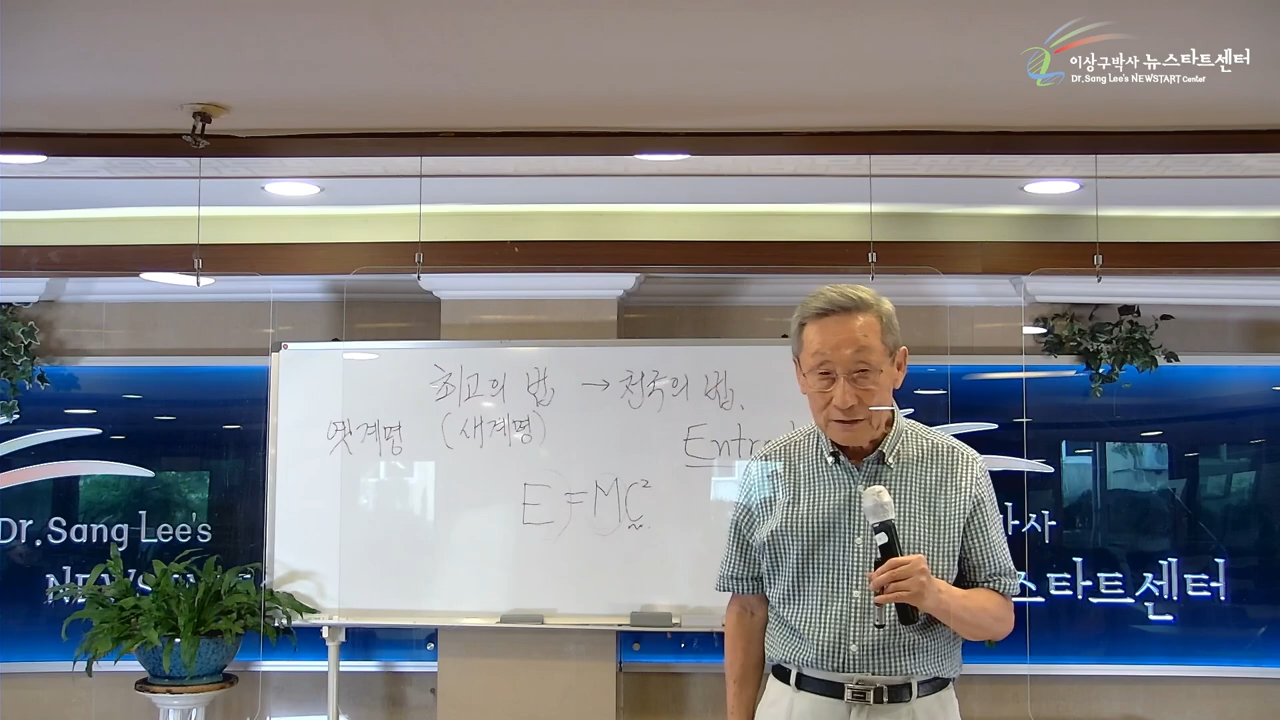 이상구박사 뉴스타트센터
Dr.Sang Lee's NEWSTART Center
최고의 법 → 천국의 법.
옛계명 (새계명)
E = MC²
Dr.Sang Lee's
박사
스타트센터